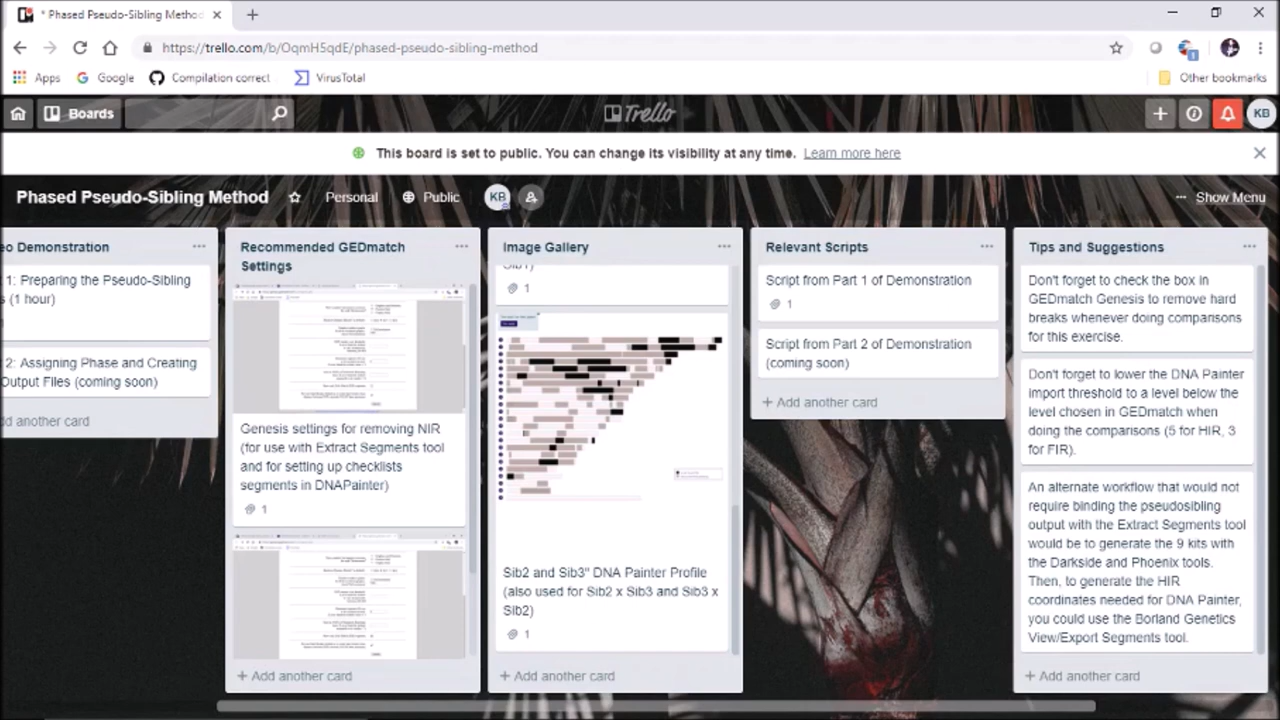 * Phased Pseudo-Sibling Method
https://trello.com/b/OqmH5qdE/phased-pseudo-sibling-method
Apps
Google
Compilation correct
VirusTotal
Other bookmarks
Boards
Trello
KB
This board is set to public. You can change its visibility at any time. Learn more here
Phased Pseudo-Sibling Method
Personal
Public
KB
... Show Menu
eo Demonstration
1: Preparing the Pseudo-Sibling
s (1 hour)
2: Assigning Phase and Creating
Output Files (coming soon)
dd another card
Recommended GEDmatch
Settings
Genesis settings for removing NIR
(for use with Extract Segments tool
and for setting up checklists
segments in DNAPainter)
1
+ Add another card
Image Gallery
Sib1)
1
Sib2 and Sib3" DNA Painter Profile
(also used for Sib2 x Sib3 and Sib3 x
Sib2)
1
+ Add another card
Relevant Scripts
Script from Part 1 of Demonstration
1
Script from Part 2 of Demonstration
(coming soon)
+ Add another card
Tips and Suggestions
Don't forget to check the box in
GEDmatch Genesis to remove hard
breaks whenever doing comparisons
for this exercise.
Don't forget to lower the DNA Painter
import threshold to a level below the
level chosen in GEDmatch when
doing the comparisons (5 for HIR, 3
for FIR).
An alternate workflow that would not
require binding the pseudosibling
output with the Extract Segments tool
would be to generate the 9 kits with
the Darkside and Phoenix tools.
Then, to generate the HIR
coordinates needed for DNA Painter,
you could use the Borland Genetics
View/Export Segments tool.
+ Add another card